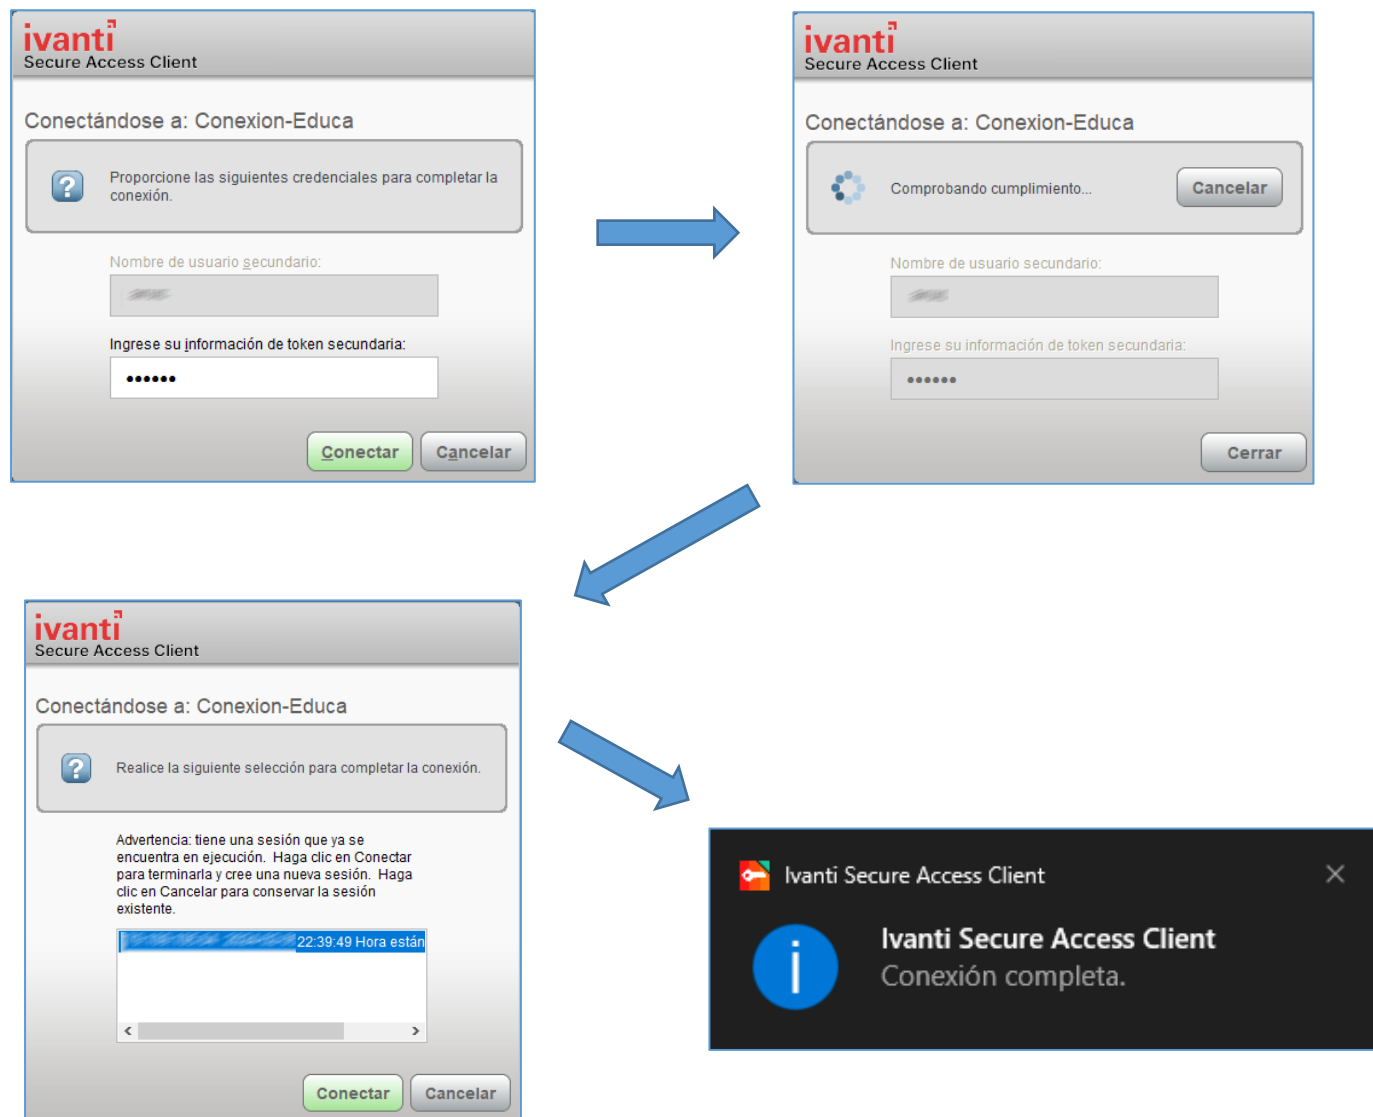 ivanti
Secure Access Client
Conectándose a: Conexion-Educa
Proporcione las siguientes credenciales para completar la
conexión.
Nombre de usuario secundario:
Ingrese su información de token secundaria:
••••••
Conectar
Cancelar
ivanti
Secure Access Client
Conectándose a: Conexion-Educa
Comprobando cumplimiento...
Cancelar
Nombre de usuario secundario:
Ingrese su información de token secundaria:
••••••
Cerrar
ivanti
Secure Access Client
Conectándose a: Conexion-Educa
Realice la siguiente selección para completar la conexión.
Advertencia: tiene una sesión que ya se
encuentra en ejecución. Haga clic en Conectar
para terminarla y cree una nueva sesión. Haga
clic en Cancelar para conservar la sesión
existente.
22:39:49 Hora están
Conectar
Cancelar
Ivanti Secure Access Client
Ivanti Secure Access Client
Conexión completa.